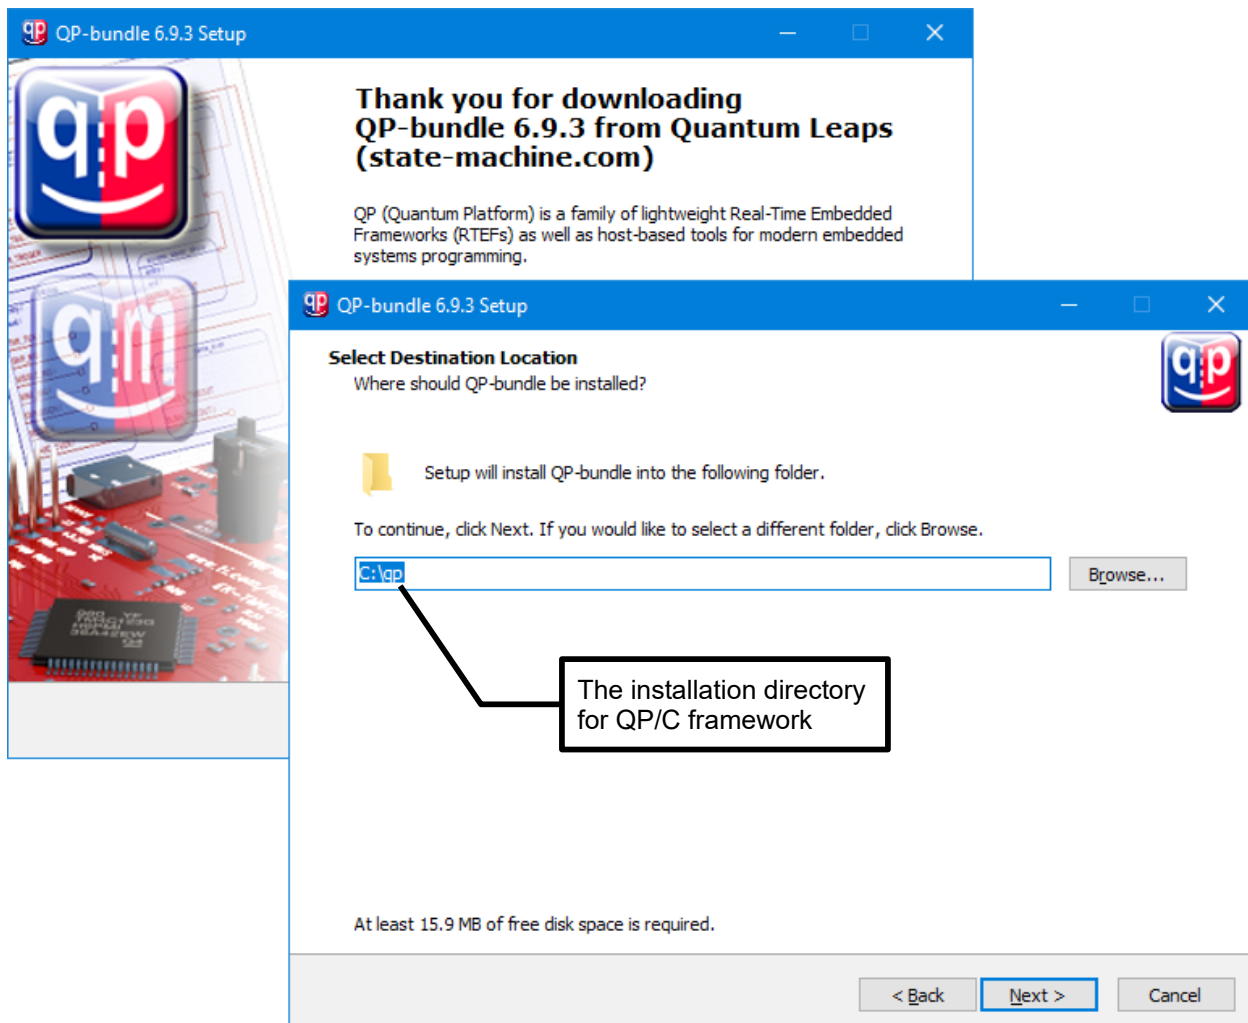 QP-bundle 6.9.3 Setup
qp
Thank you for downloading
QP-bundle 6.9.3 from Quantum Leaps
(state-machine.com)
QP (Quantum Platform) is a family of lightweight Real-Time Embedded
Frameworks (RTEFs) as well as host-based tools for modern embedded
systems programming.
qm
QP-bundle 6.9.3 Setup
Select Destination Location
Where should QP-bundle be installed?
qp
Setup will install QP-bundle into the following folder.
To continue, click Next. If you would like to select a different folder, click Browse.
C:\qp
Browse...
The installation directory
for QP/C framework
At least 15.9 MB of free disk space is required.
< Back
Next >
Cancel